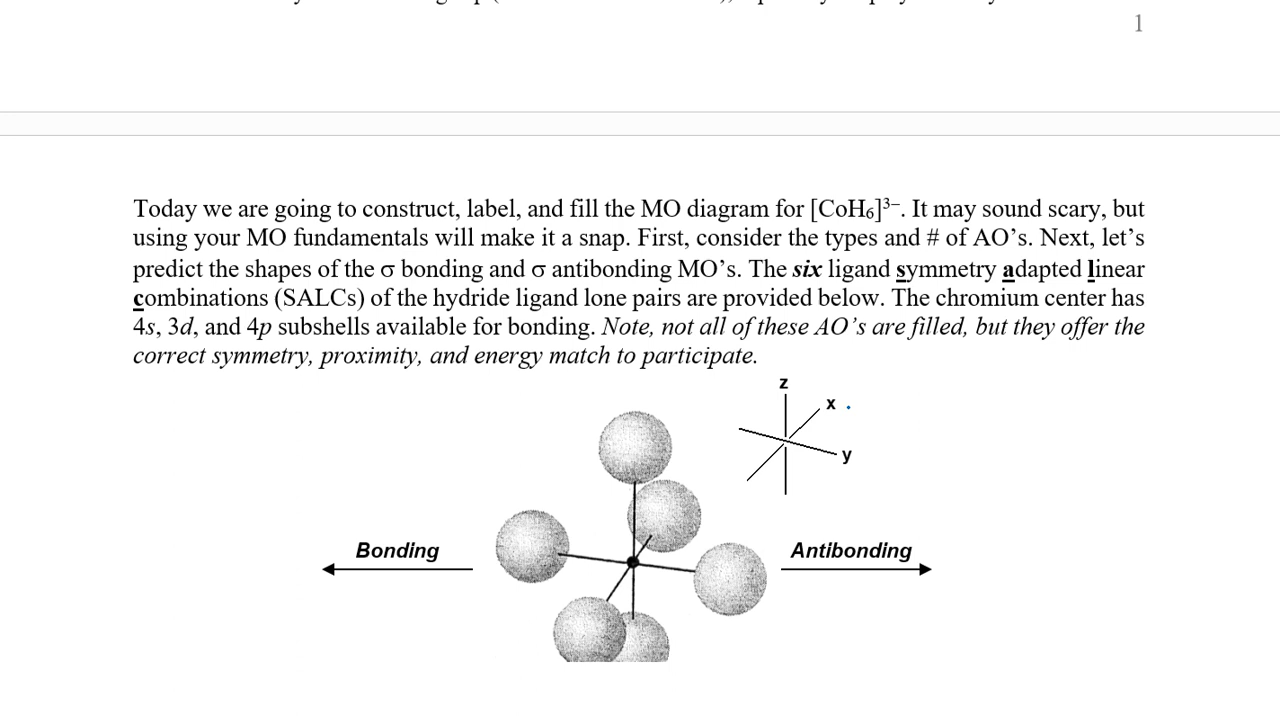 1
Today we are going to construct, label, and fill the MO diagram for [CoH₆]³⁻. It may sound scary, but
using your MO fundamentals will make it a snap. First, consider the types and # of AO’s. Next, let’s
predict the shapes of the σ bonding and σ antibonding MO’s. The six ligand symmetry adapted linear
combinations (SALCs) of the hydride ligand lone pairs are provided below. The chromium center has
4s, 3d, and 4p subshells available for bonding. Note, not all of these AO’s are filled, but they offer the
correct symmetry, proximity, and energy match to participate.
z
x
y
Bonding
Antibonding